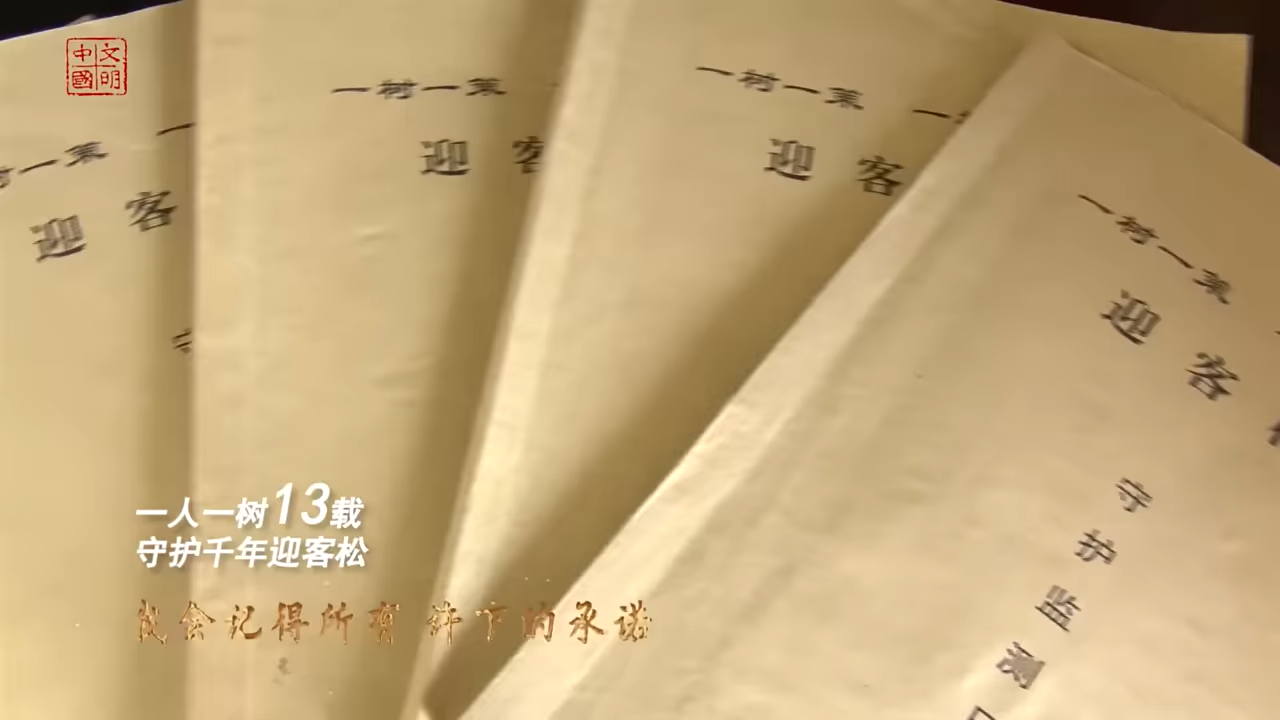 中文
國明
一树一策 一
迎客
一树一策
迎客
一树一策 一
迎客
一树一策
迎客
守护监测
一人一树13载
守护千年迎客松
我会记得所有 许下的承诺